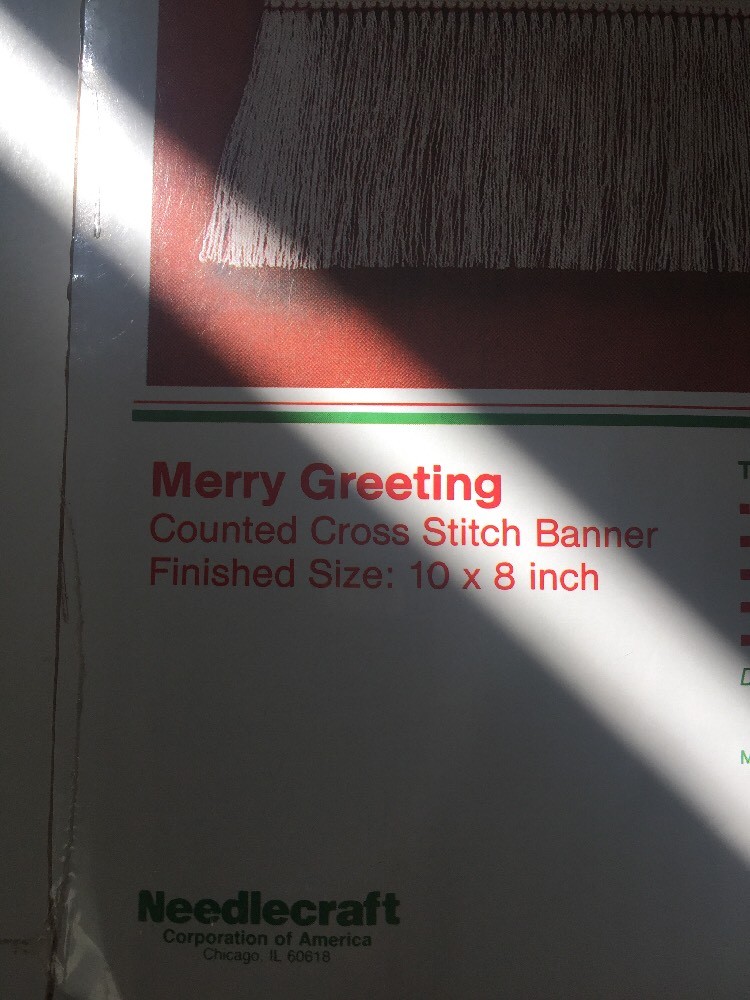 Merry Greeting
Counted Cross Stitch Banner
Finished Size: 10 x 8 inch
Needlecraft
Corporation of America
Chicago, IL 60618